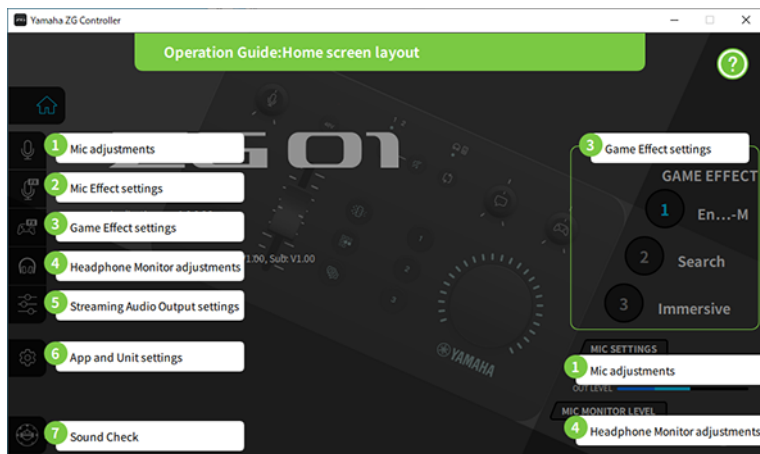 Yamaha ZG Controller
Operation Guide:Home screen layout
?
ZG 01
1 Mic adjustments
2 Mic Effect settings
3 Game Effect settings
4 Headphone Monitor adjustments
V1.00, Sub: V1.00
5 Streaming Audio Output settings
6 App and Unit settings
7 Sound Check
YAMAHA
3 Game Effect settings
GAME EFFECT
1 En...-M
2 Search
3 Immersive
MIC SETTINGS
1 Mic adjustments
OUT LEVEL
MIC MONITOR LEVEL
4 Headphone Monitor adjustments